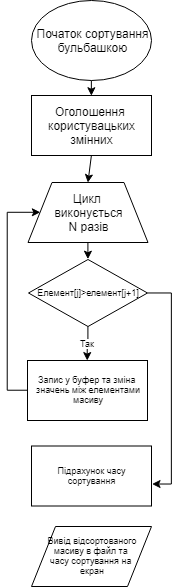 Початок сортування
бульбашкою
Оголошення
користувацьких
змінних
Цикл
виконується
N разів
Елемент[j]>елемент[j+1]
Так
Запис у буфер та зміна
значень між елементами
масиву
Підрахунок часу
сортування
Вивід відсортованого
масиву в файл та
часу сортування на
екран